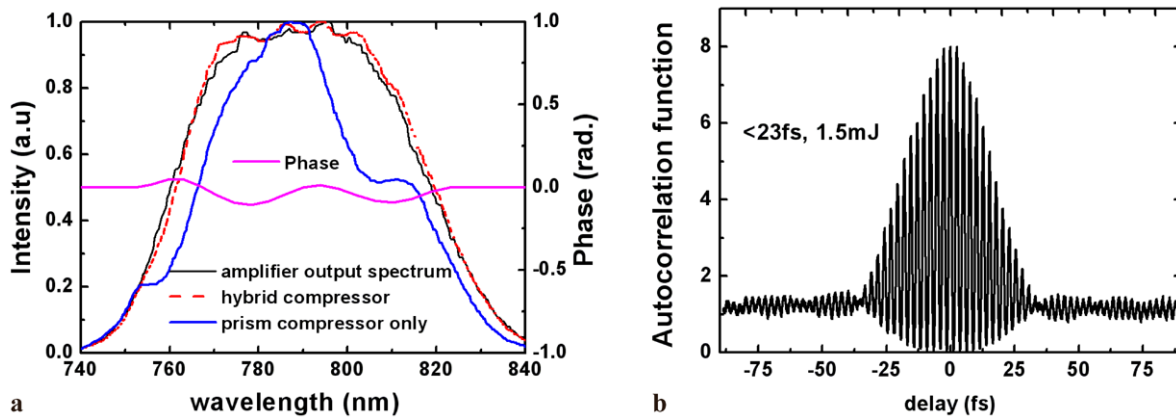 1.0
0.8
0.6
0.4
0.2
0.0
Intensity (a.u)
1.0
0.5
0.0
-0.5
-1.0
Phase (rad.)
Phase
amplifier output spectrum
hybrid compressor
prism compressor only
740 760 780 800 820 840
wavelength (nm)
a
8
6
4
2
0
Autocorrelation function
<23fs, 1.5mJ
-75 -50 -25 0 25 50 75
delay (fs)
b